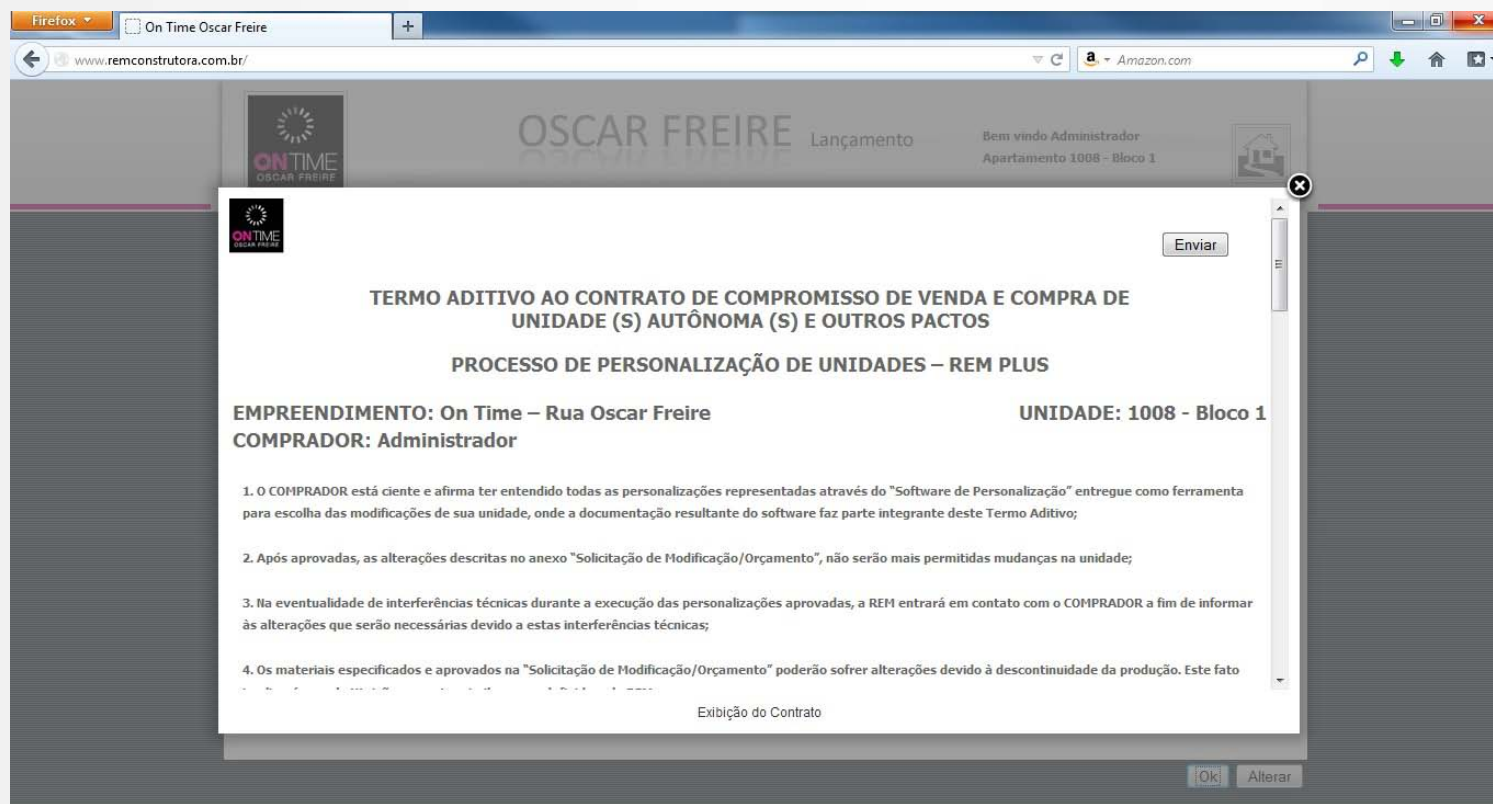 Firefox
On Time Oscar Freire
www.remconstrutora.com.br/
Amazon.com
ONTIME
OSCAR FREIRE
OSCAR FREIRE Lançamento
Bem vindo Administrador
Apartamento 1008 - Bloco 1
ONTIME
OSCAR FREIRE
Enviar
TERMO ADITIVO AO CONTRATO DE COMPROMISSO DE VENDA E COMPRA DE
UNIDADE (S) AUTÔNOMA (S) E OUTROS PACTOS
PROCESSO DE PERSONALIZAÇÃO DE UNIDADES – REM PLUS
EMPREENDIMENTO: On Time – Rua Oscar Freire UNIDADE: 1008 - Bloco 1
COMPRADOR: Administrador
1. O COMPRADOR está ciente e afirma ter entendido todas as personalizações representadas através do "Software de Personalização" entregue como ferramenta
para escolha das modificações de sua unidade, onde a documentação resultante do software faz parte integrante deste Termo Aditivo;
2. Após aprovadas, as alterações descritas no anexo "Solicitação de Modificação/Orçamento", não serão mais permitidas mudanças na unidade;
3. Na eventualidade de interferências técnicas durante a execução das personalizações aprovadas, a REM entrará em contato com o COMPRADOR a fim de informar
às alterações que serão necessárias devido a estas interferências técnicas;
4. Os materiais especificados e aprovados na "Solicitação de Modificação/Orçamento" poderão sofrer alterações devido à descontinuidade da produção. Este fato
Exibição do Contrato
Ok Alterar